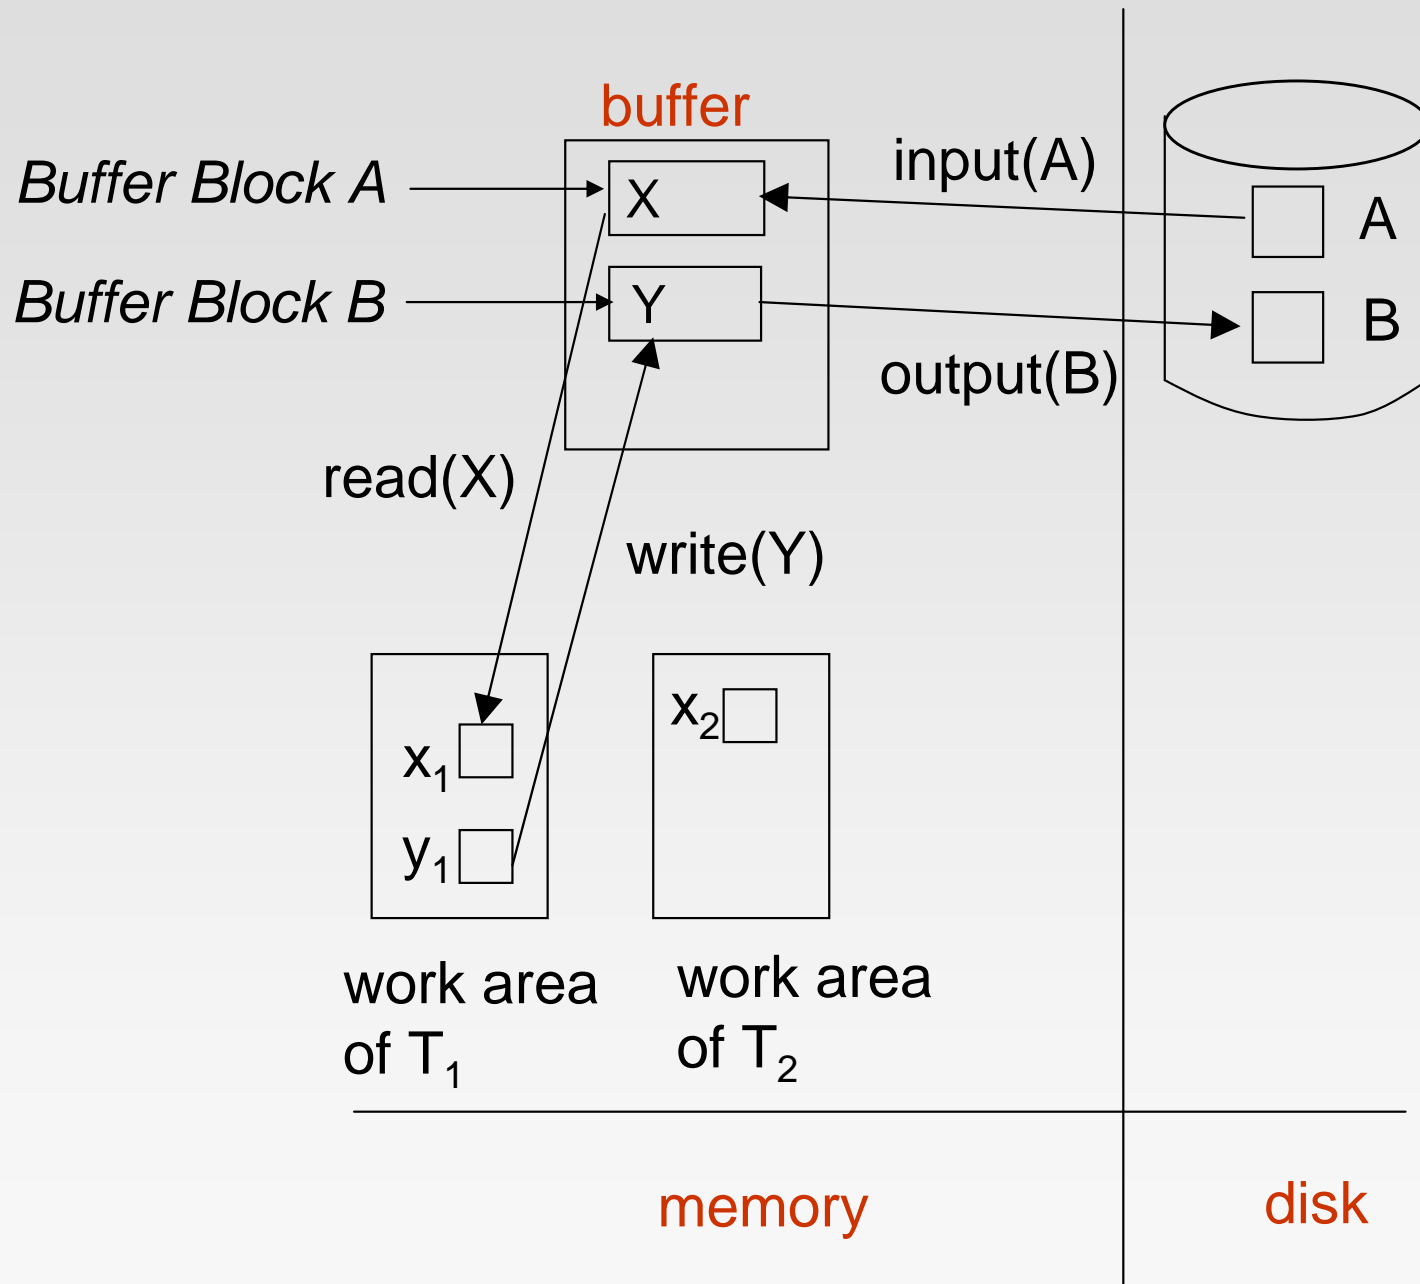 buffer
Buffer Block A
X
input(A)
A
Buffer Block B
Y
B
output(B)
read(X)
write(Y)
x₁
x₂
y₁
work area
of T₁
work area
of T₂
memory
disk